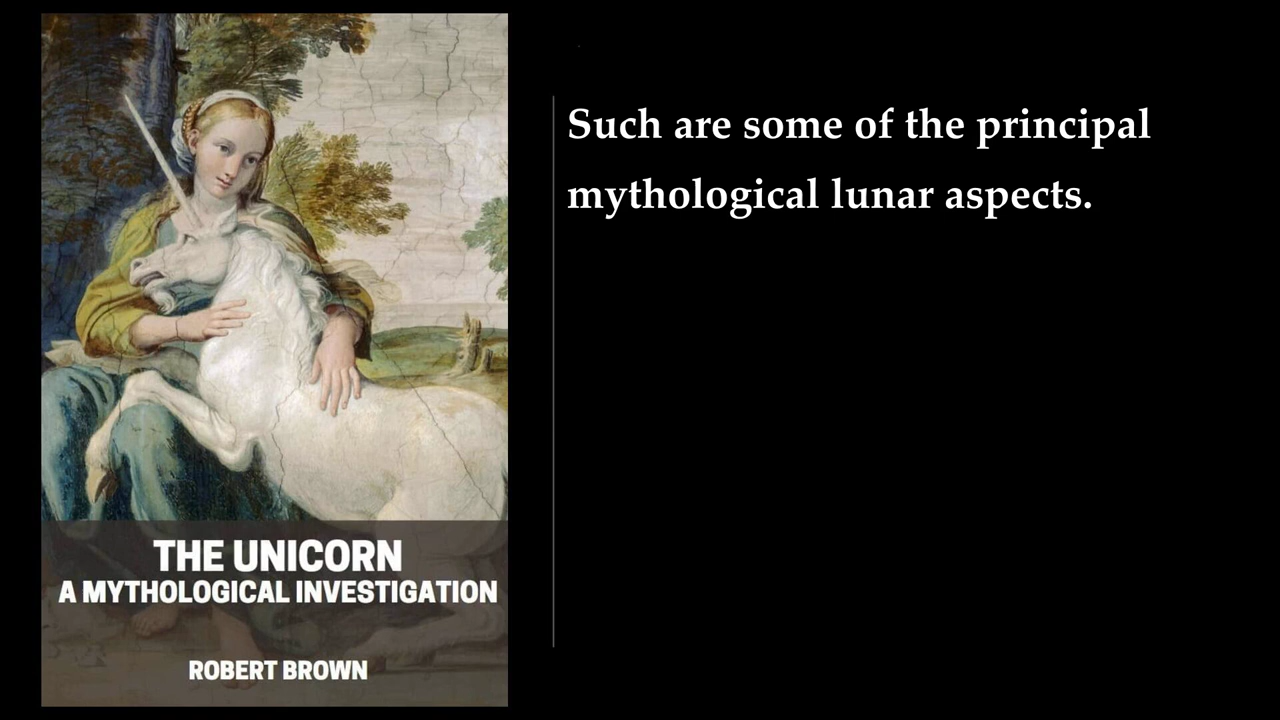 THE UNICORN
A MYTHOLOGICAL INVESTIGATION
ROBERT BROWN
Such are some of the principal
mythological lunar aspects.